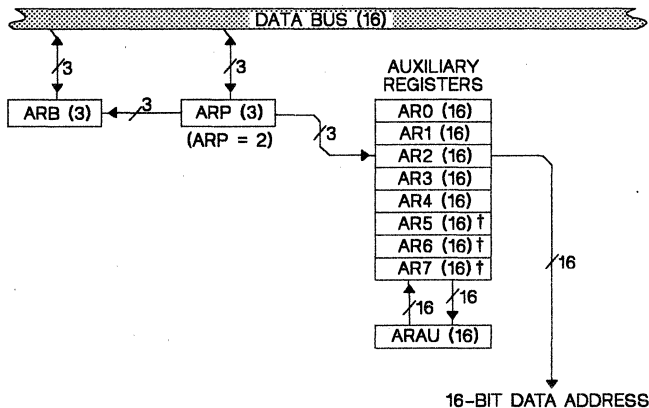 DATA BUS (16)
3
3
AUXILIARY
REGISTERS
ARB (3)
3
ARP (3)
(ARP = 2)
3
AR0 (16)
AR1 (16)
AR2 (16)
AR3 (16)
AR4 (16)
AR5 (16) †
AR6 (16) †
AR7 (16) †
16
16
16
ARAU (16)
16-BIT DATA ADDRESS